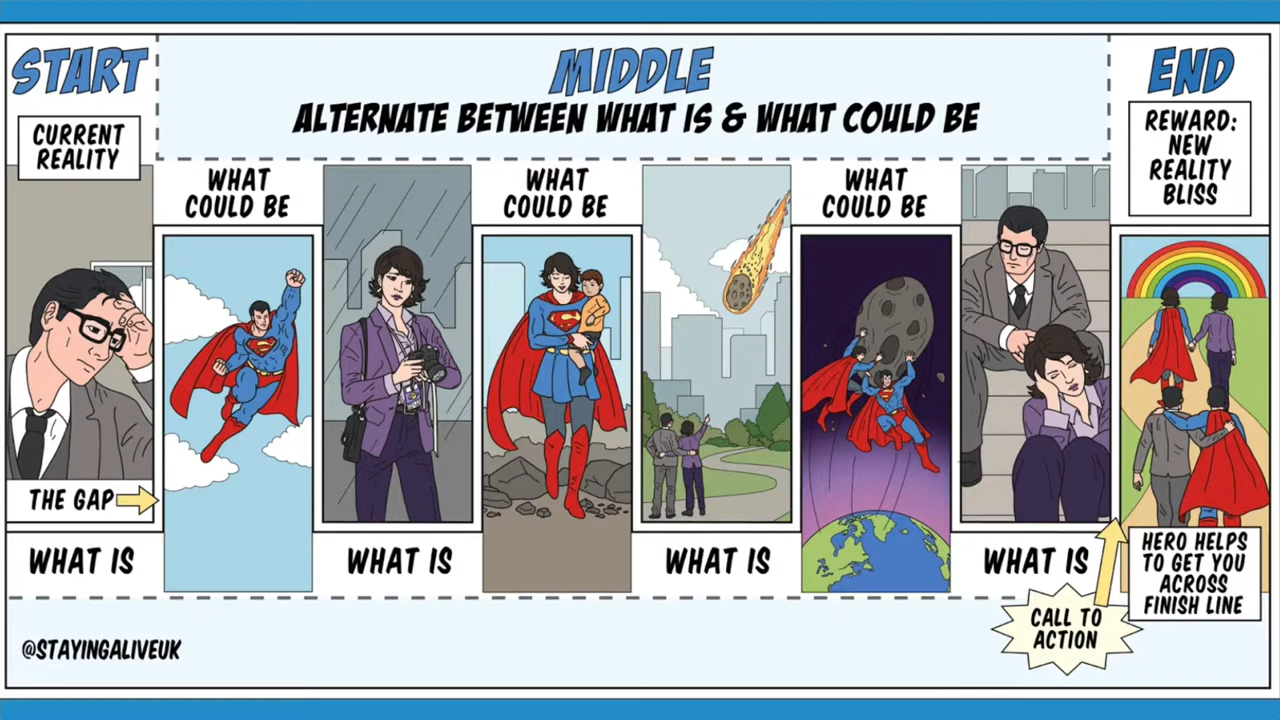 START
MIDDLE
END
ALTERNATE BETWEEN WHAT IS & WHAT COULD BE
CURRENT
REALITY
WHAT
COULD BE
WHAT
COULD BE
WHAT
COULD BE
REWARD:
NEW
REALITY
BLISS
THE GAP
WHAT IS
WHAT IS
WHAT IS
WHAT IS
CALL TO
ACTION
HERO HELPS
TO GET YOU
ACROSS
FINISH LINE
@STAYINGALIVEUK